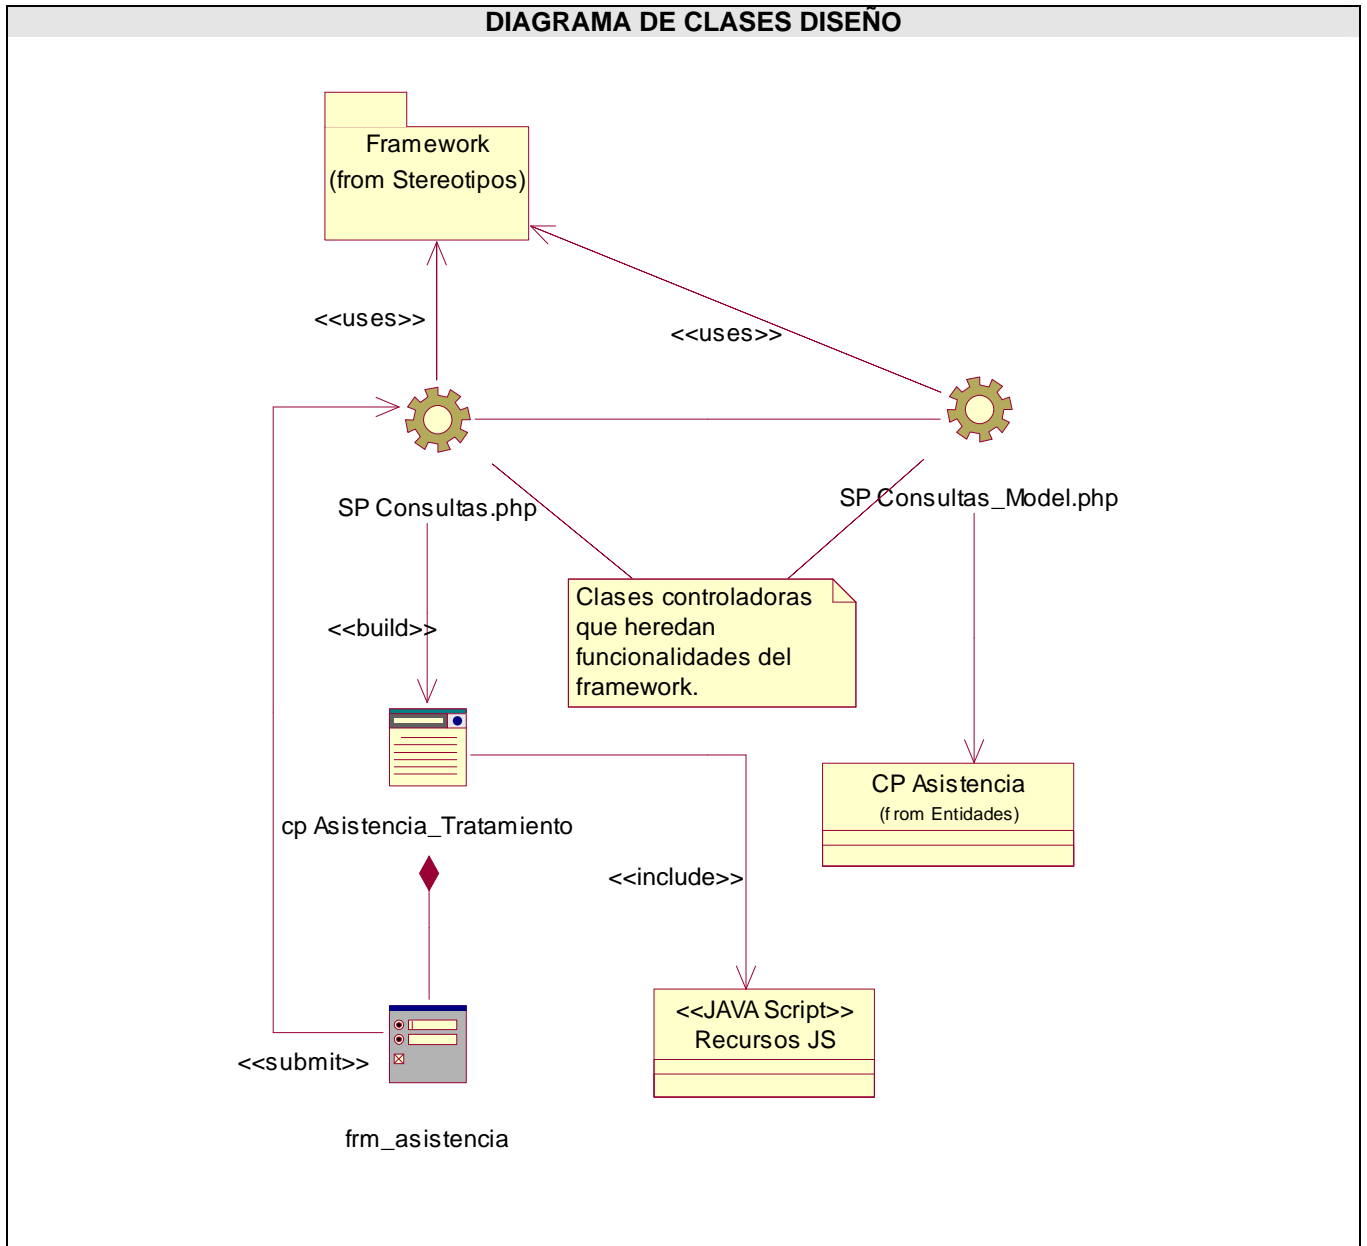 DIAGRAMA DE CLASES DISEÑO
Framework
(from Stereotipos)
<<uses>>
<<uses>>
SP Consultas.php
SP Consultas_Model.php
Clases controladoras
que heredan
funcionalidades del
framework.
<<build>>
CP Asistencia
(from Entidades)
cp Asistencia_Tratamiento
<<include>>
<<JAVA Script>>
Recursos JS
<<submit>>
frm_asistencia